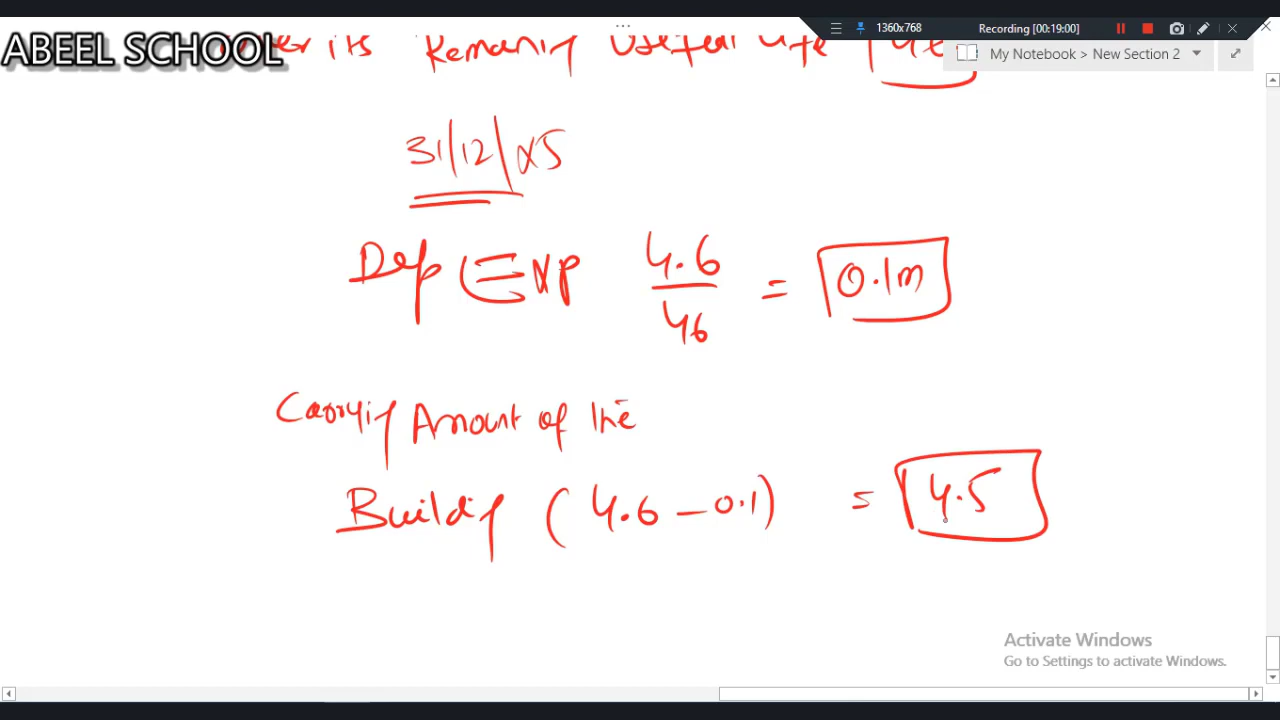 1360x768 Recording [00:19:00]
ABEEL SCHOOL its Remaning Useful Life
My Notebook > New Section 2
31/12/X5
Dep Exp 4.6/46 = 0.1m
Carrying Amount of the
Building (4.6 - 0.1) = 4.5
Activate Windows
Go to Settings to activate Windows.